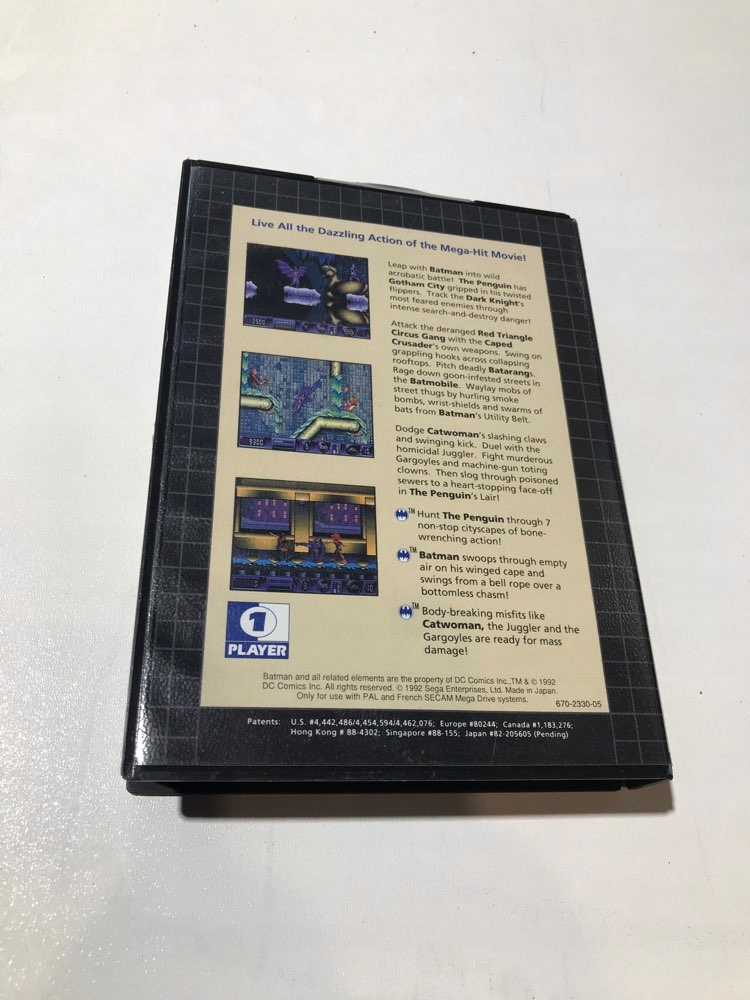 Live All the Dazzling Action of the Mega-Hit Movie!
Leap with Batman into wild
acrobatic battle! The Penguin has
Gotham City gripped in his twisted
flippers. Track the Dark Knight's
most feared enemies through
intense search-and-destroy danger!
Attack the deranged Red Triangle
Circus Gang with the Caped
Crusader's own weapons. Swing on
grappling hooks across collapsing
rooftops. Pitch deadly Batarangs.
Rage down goon-infested streets in
the Batmobile. Waylay mobs of
street thugs by hurling smoke
bombs, wrist-shields and swarms of
bats from Batman's Utility Belt.
Dodge Catwoman's slashing claws
and swinging kick. Duel with the
homicidal Juggler. Fight murderous
Gargoyles and machine-gun toting
clowns. Then slog through poisoned
sewers to a heart-stopping face-off
in The Penguin's Lair!
TM Hunt The Penguin through 7
non-stop cityscapes of bone-
wrenching action!
TM Batman swoops through empty
air on his winged cape and
swings from a bell rope over a
bottomless chasm!
TM Body-breaking misfits like
Catwoman, the Juggler and the
Gargoyles are ready for mass
damage!
1
PLAYER
Batman and all related elements are the property of DC Comics Inc.,TM & © 1992
DC Comics Inc. All rights reserved. © 1992 Sega Enterprises, Ltd. Made in Japan.
Only for use with PAL and French SECAM Mega Drive systems.
670-2330-05
Patents: U.S. #4,442,486/4,454,594/4,462,076; Europe #80244; Canada #1,183,276;
Hong Kong # 88-4302; Singapore #88-155; Japan #82-205605 (Pending)